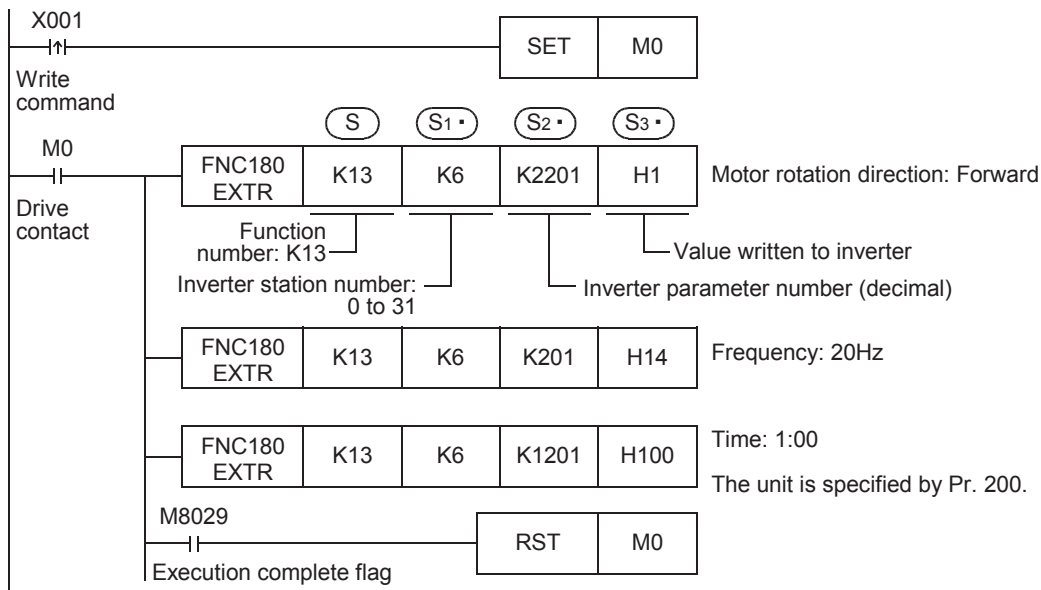 X001
SET M0
Write
command
S S1· S2· S3·
M0
FNC180
EXTR
K13 K6 K2201 H1 Motor rotation direction: Forward
Drive
contact
Function
number: K13
Value written to inverter
Inverter station number:
0 to 31
Inverter parameter number (decimal)
FNC180
EXTR
K13 K6 K201 H14 Frequency: 20Hz
FNC180
EXTR
K13 K6 K1201 H100 Time: 1:00
The unit is specified by Pr. 200.
M8029
RST M0
Execution complete flag